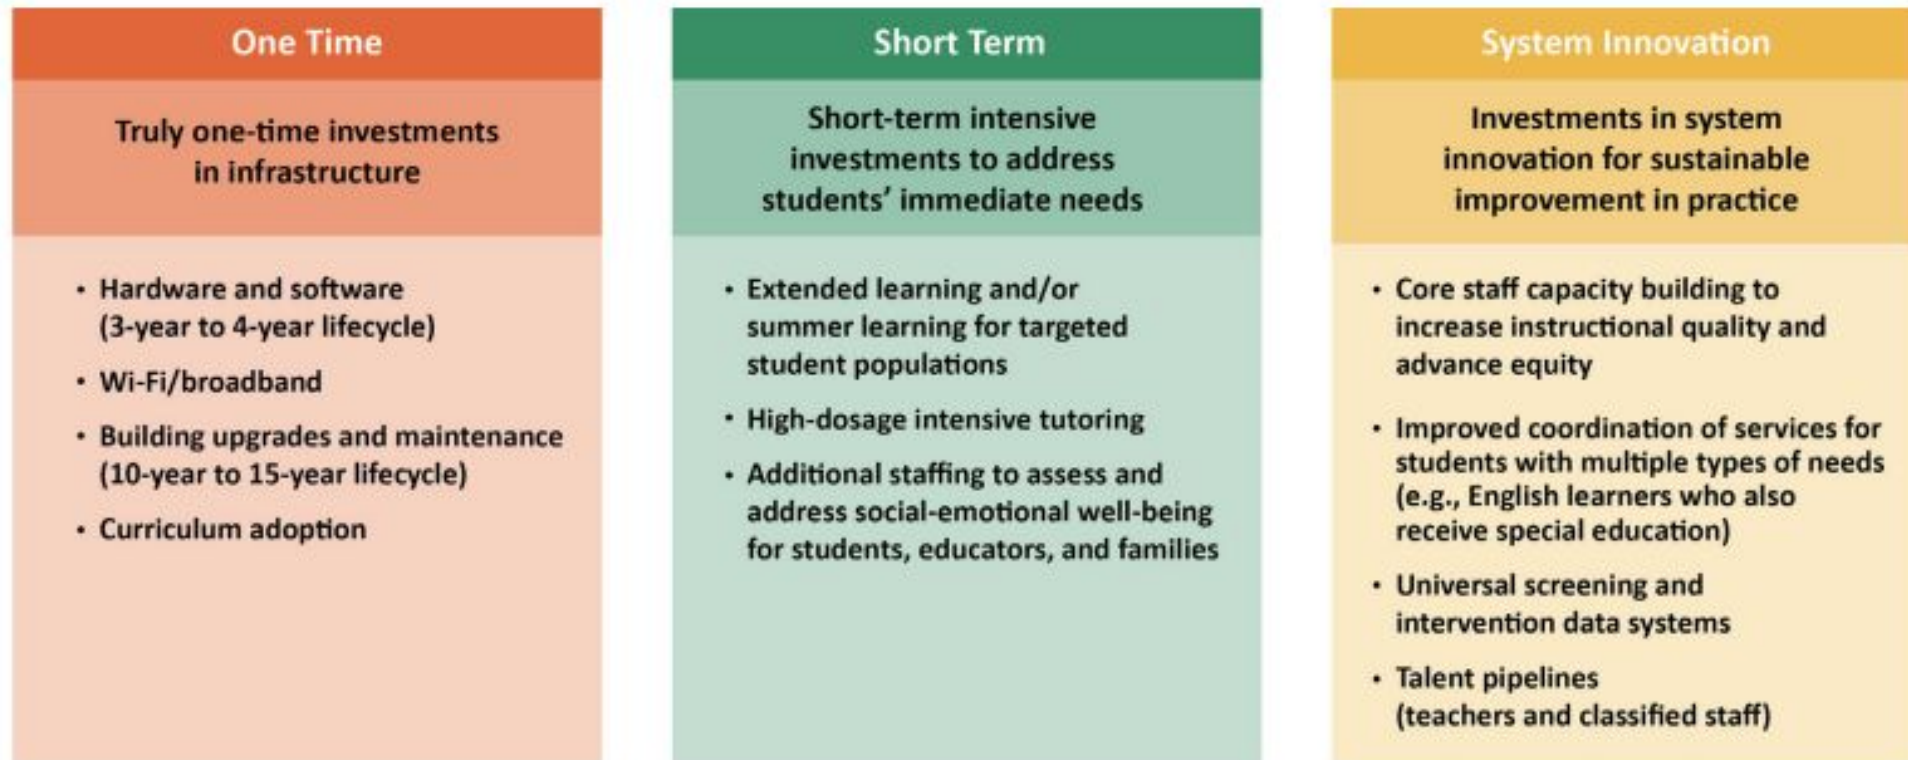 One Time
Truly one-time investments
in infrastructure
• Hardware and software
(3-year to 4-year lifecycle)
• Wi-Fi/broadband
• Building upgrades and maintenance
(10-year to 15-year lifecycle)
• Curriculum adoption
Short Term
Short-term intensive
investments to address
students’ immediate needs
• Extended learning and/or
summer learning for targeted
student populations
• High-dosage intensive tutoring
• Additional staffing to assess and
address social-emotional well-being
for students, educators, and families
System Innovation
Investments in system
innovation for sustainable
improvement in practice
• Core staff capacity building to
increase instructional quality and
advance equity
• Improved coordination of services for
students with multiple types of needs
(e.g., English learners who also
receive special education)
• Universal screening and
intervention data systems
• Talent pipelines
(teachers and classified staff)